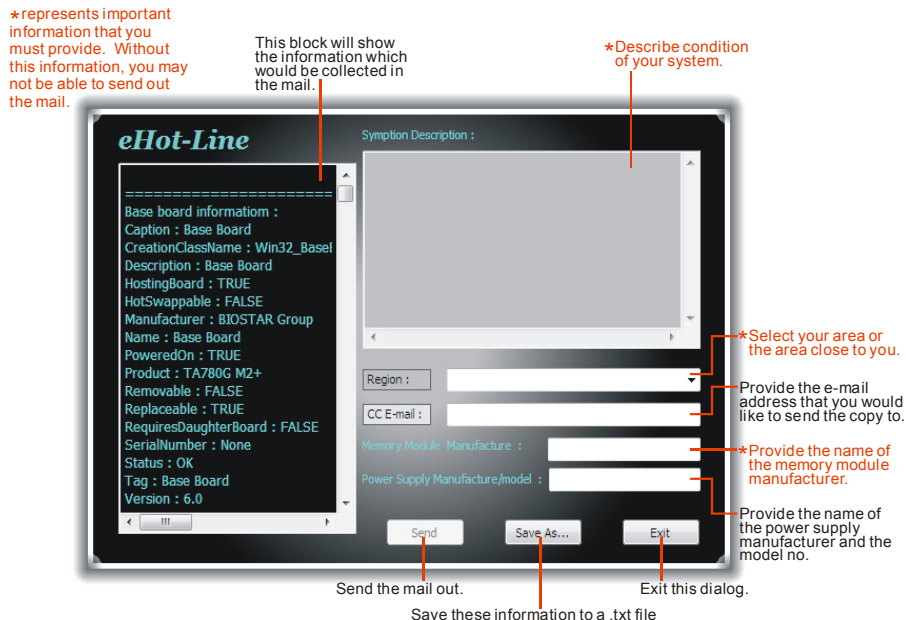 *represents important
information that you
must provide. Without
this information, you may
not be able to send out
the mail.
This block will show
the information which
would be collected in
the mail.
*Describe condition
of your system.
eHot-Line
=======================
Base board informatiom :
Caption : Base Board
CreationClassName : Win32_BaseB
Description : Base Board
HostingBoard : TRUE
HotSwappable : FALSE
Manufacturer : BIOSTAR Group
Name : Base Board
PoweredOn : TRUE
Product : TA780G M2+
Removable : FALSE
Replaceable : TRUE
RequiresDaughterBoard : FALSE
SerialNumber : None
Status : OK
Tag : Base Board
Version : 6.0
Symption Description :
Region :
CC E-mail :
Memory Module Manufacture :
Power Supply Manufacture/model :
Send
Save As...
Exit
*Select your area or
the area close to you.
Provide the e-mail
address that you would
like to send the copy to.
*Provide the name of
the memory module
manufacturer.
Provide the name of
the power supply
manufacturer and the
model no.
Send the mail out.
Exit this dialog.
Save these information to a .txt file